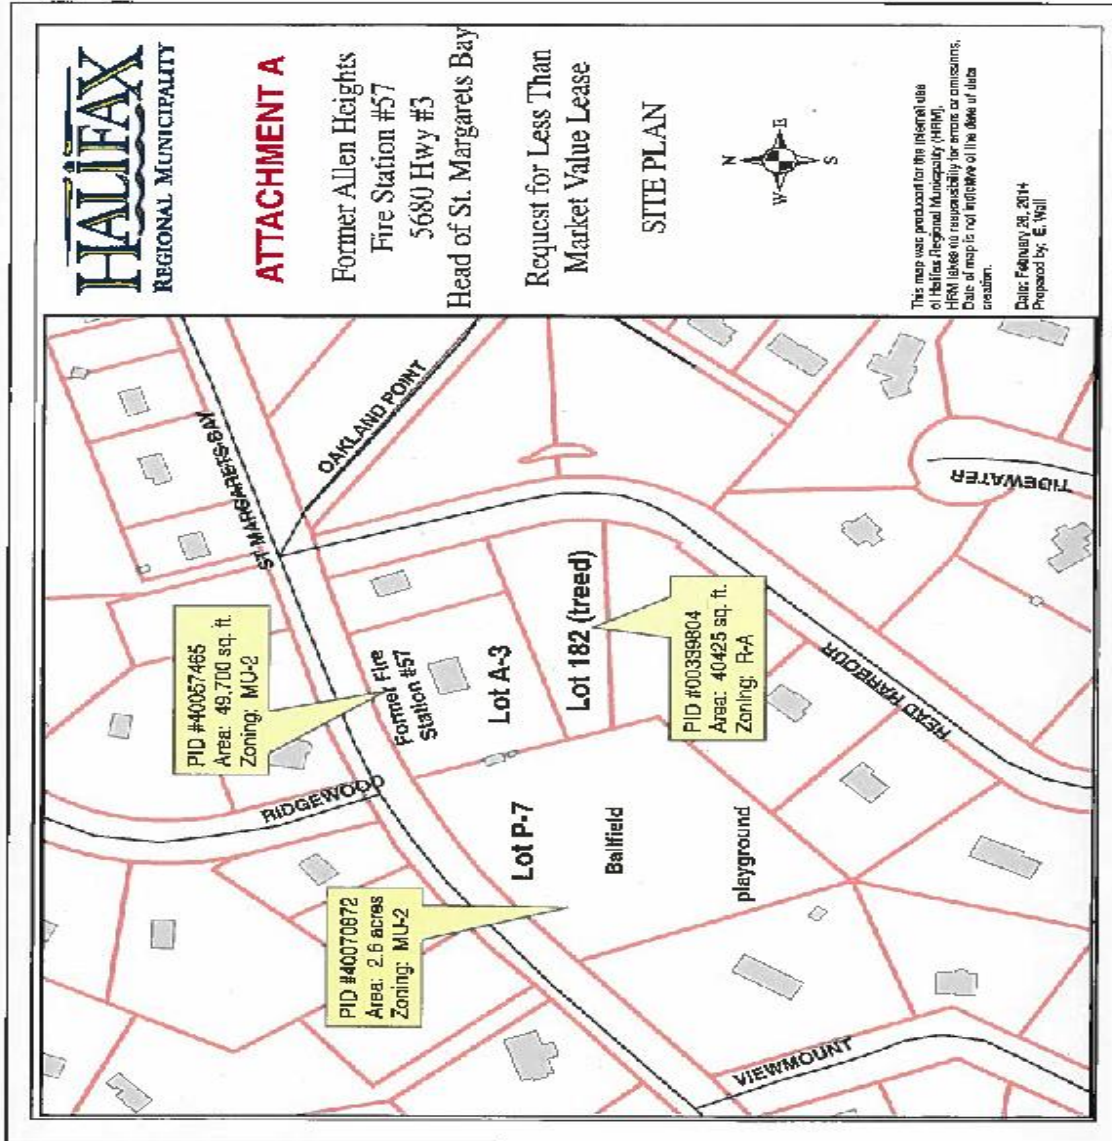 HALIFAX
REGIONAL MUNICIPALITY
ATTACHMENT A
Former Allen Heights
Fire Station #57
5680 Hwy #3
Head of St. Margarets Bay
Request for Less Than
Market Value Lease
SITE PLAN
N
W
E
S
This map was produced for the internal use
of Halifax Regional Municipality (HRM).
HRM takes no responsibility for errors or omissions.
Date of map is not indicative of the date of data
creation.
Date: February 26, 2014
Prepared by: E. Wall
ST MARGARETS BAY
OAKLAND POINT
PID #40057465
Area: 49,700 sq. ft.
Zoning: MU-2
Former Fire
Station #57
RIDGEWOOD
Lot A-3
Lot 182 (treed)
PID #00339804
Area: 40425 sq. ft.
Zoning: R-A
TIDEWATER
HEAD HARBOUR
PID #40070872
Area: 2.6 acres
Zoning: MU-2
Lot P-7
Ballfield
playground
VIEWMOUNT